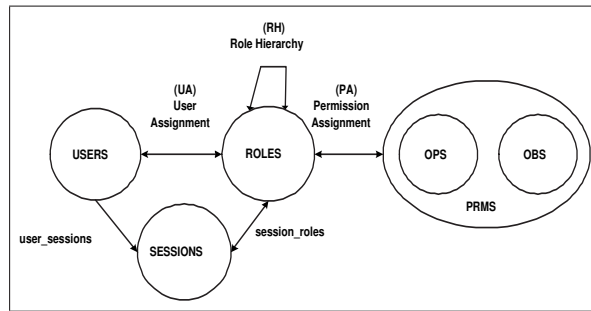 (RH)
Role Hierarchy
(UA)
User
Assignment
(PA)
Permission
Assignment
USERS
ROLES
OPS
OBS
PRMS
user_sessions
SESSIONS
session_roles